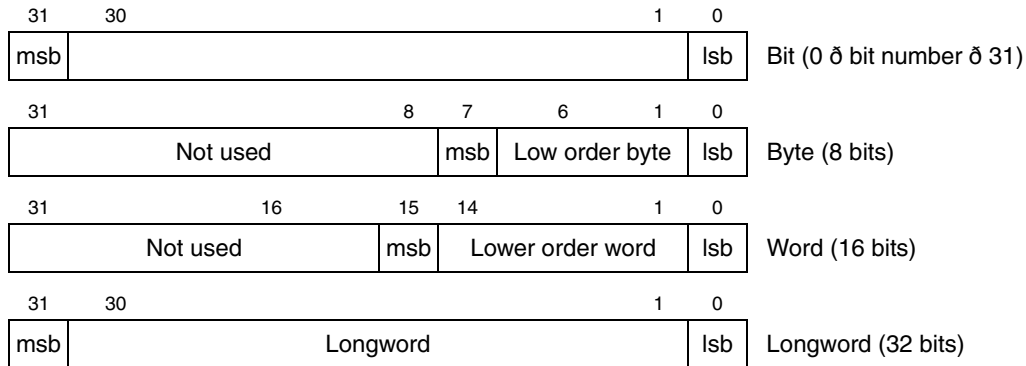 31 30 1 0
msb lsb Bit (0 ð bit number ð 31)
31 8 7 6 1 0
Not used msb Low order byte lsb Byte (8 bits)
31 16 15 14 1 0
Not used msb Lower order word lsb Word (16 bits)
31 30 1 0
msb Longword lsb Longword (32 bits)